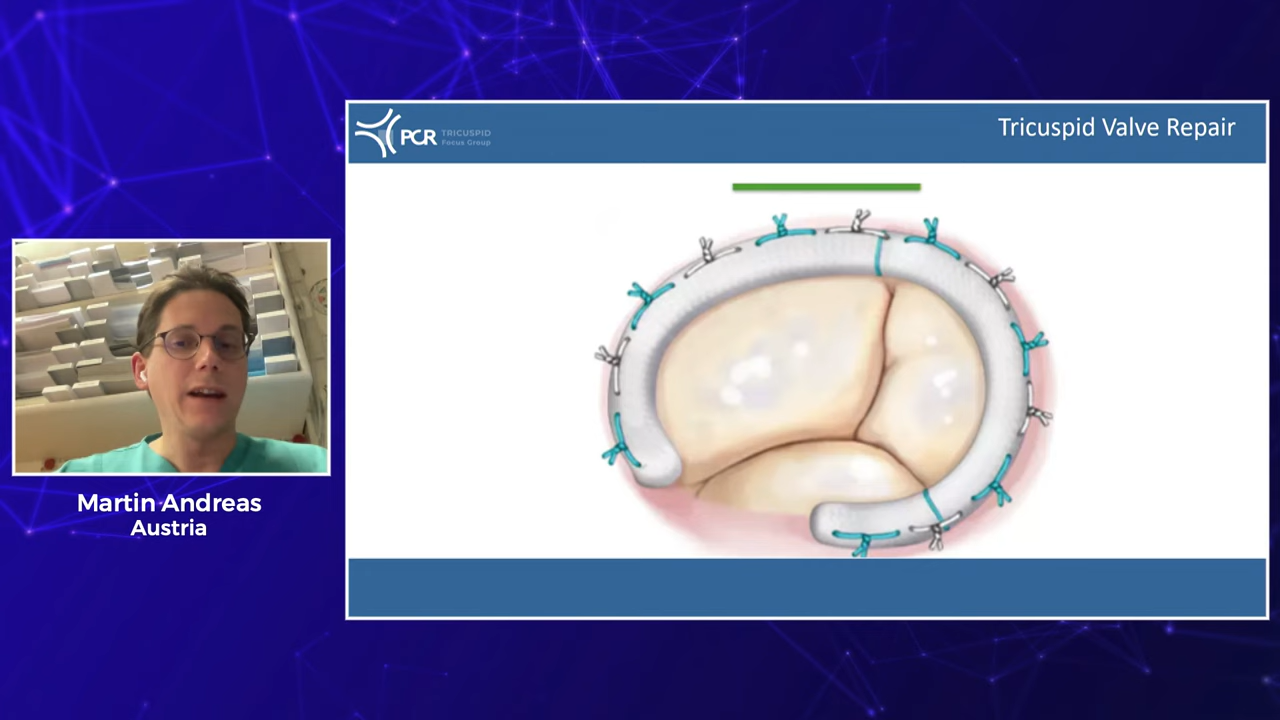 PCR TRICUSPID
Focus Group
Tricuspid Valve Repair
Martin Andreas
Austria